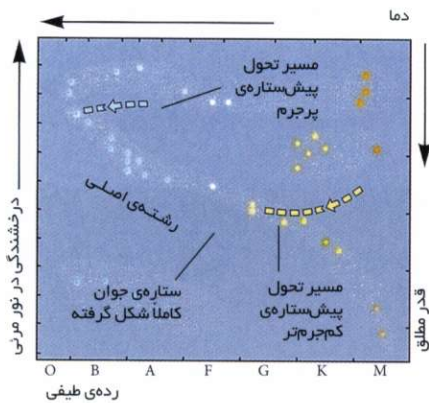 دما
مسیر تحول
پیش‌ستاره‌ی
پرجرم
درخشندگی در نور مرئی
قدر مطلق
رشته‌ی اصلی
ستاره‌ی جوان
کاملاً شکل گرفته
مسیر تحول
پیش‌ستاره‌ی
کم‌جرم‌تر
O B A F G K M
رده‌ی طیفی